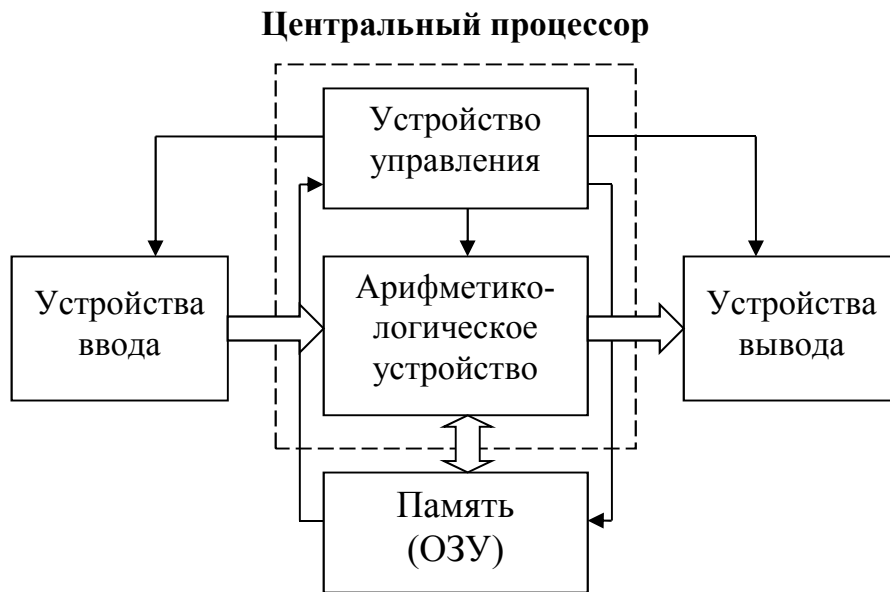 Центральный процессор
Устройство
управления
Устройства
ввода
Арифметико-
логическое
устройство
Устройства
вывода
Память
(ОЗУ)